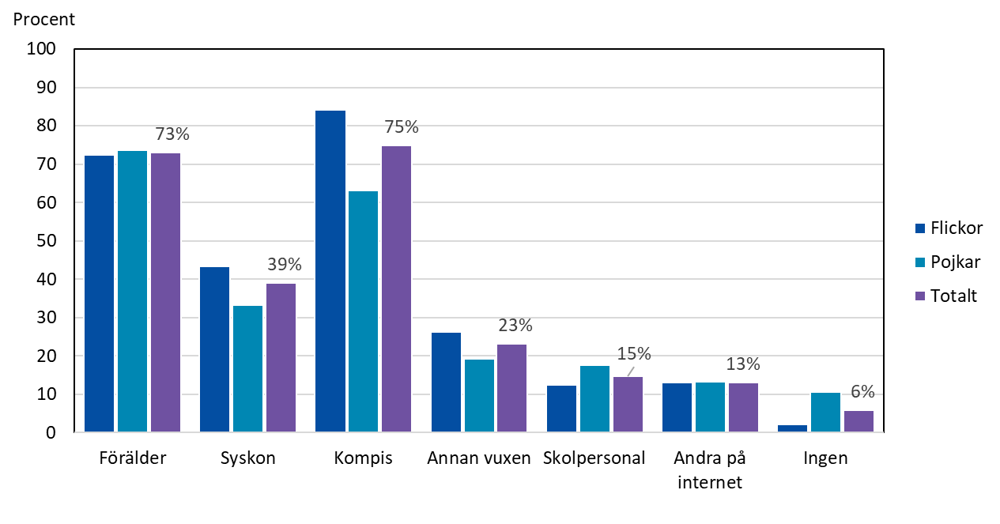 Procent
100
90
80
70
60
50
40
30
20
10
0
73%
39%
75%
23%
15%
13%
6%
Förälder
Syskon
Kompis
Annan vuxen
Skolpersonal
Andra på
internet
Ingen
Flickor
Pojkar
Totalt